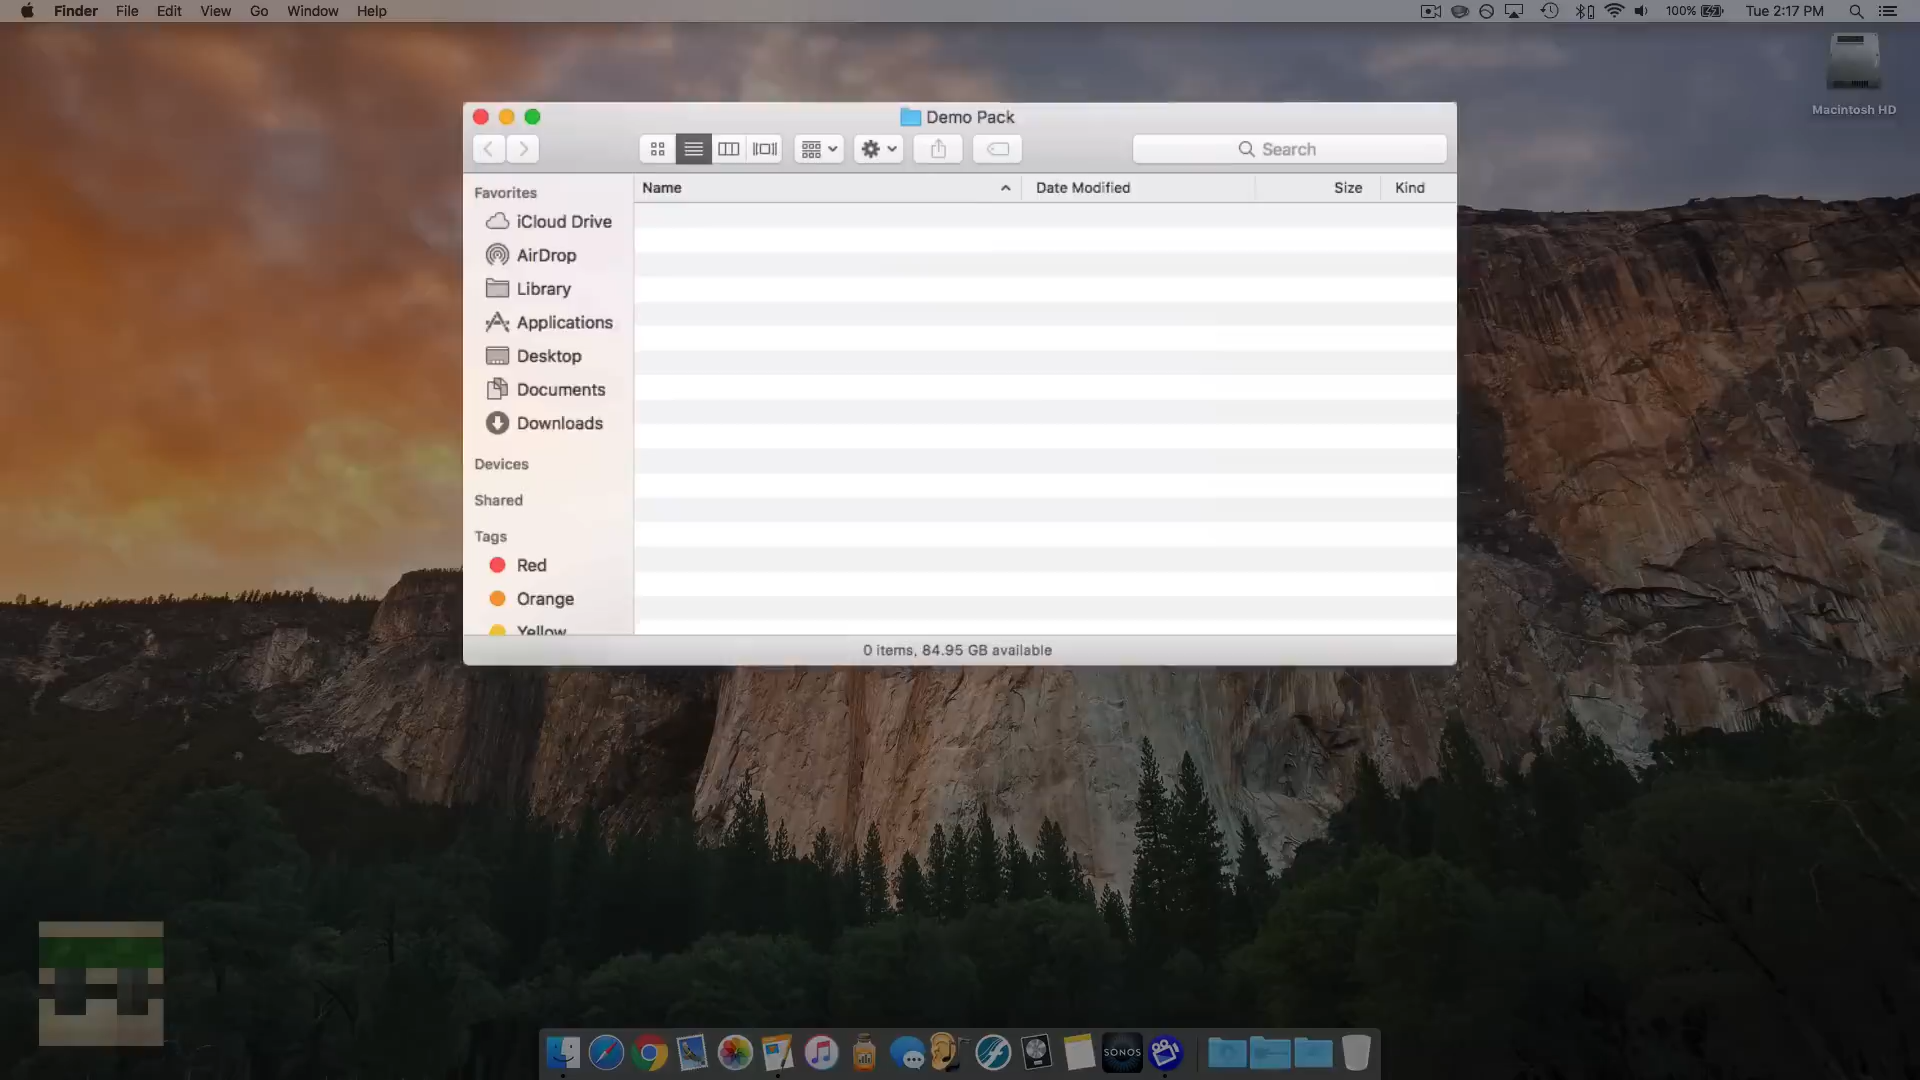 Finder File Edit View Go Window Help
100% Tue 2:17 PM
Macintosh HD
Demo Pack
Search
Favorites
iCloud Drive
AirDrop
Library
Applications
Desktop
Documents
Downloads
Devices
Shared
Tags
Red
Orange
Yellow
Name Date Modified Size Kind
0 items, 84.95 GB available
SONOS